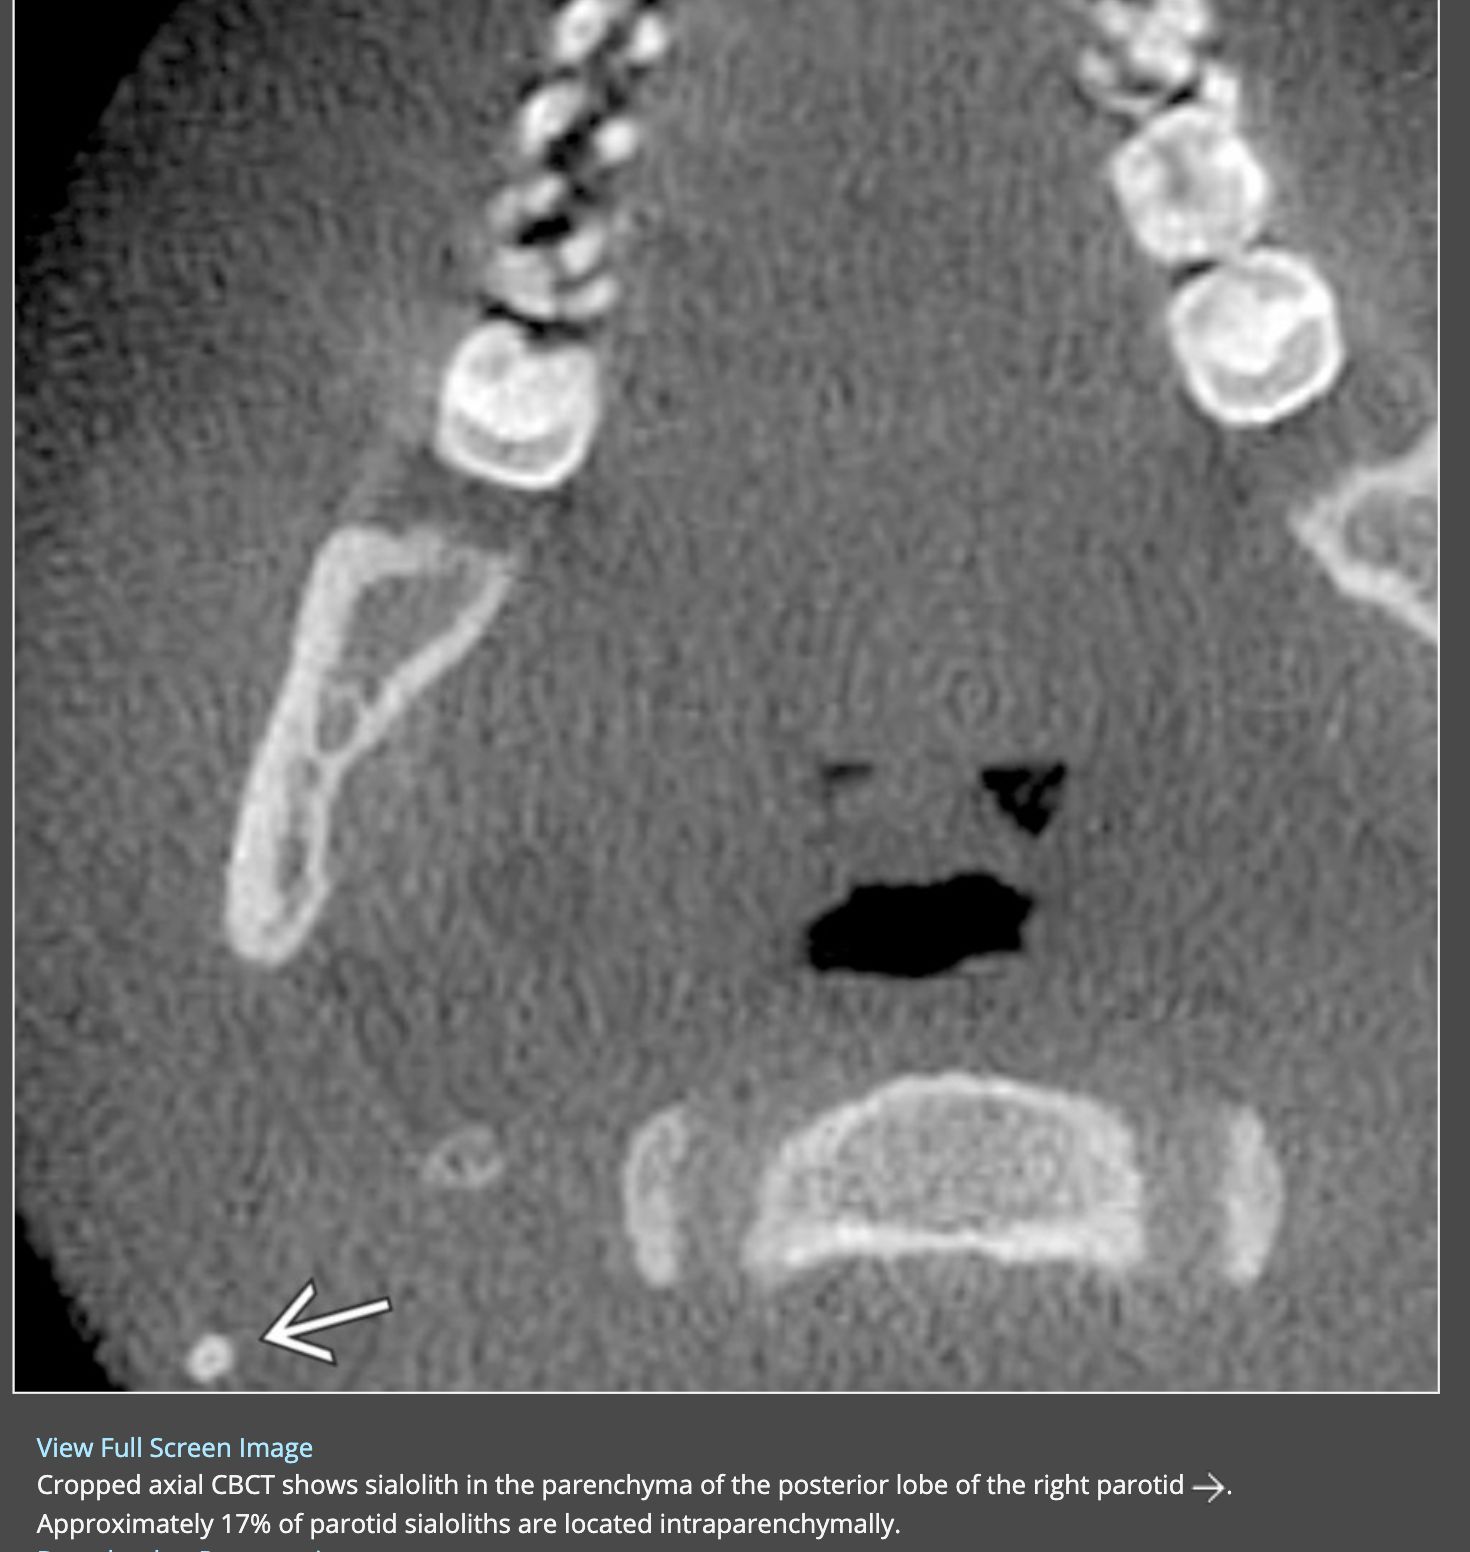 View Full Screen Image
Cropped axial CBCT shows sialolith in the parenchyma of the posterior lobe of the right parotid →.
Approximately 17% of parotid sialoliths are located intraparenchymally.